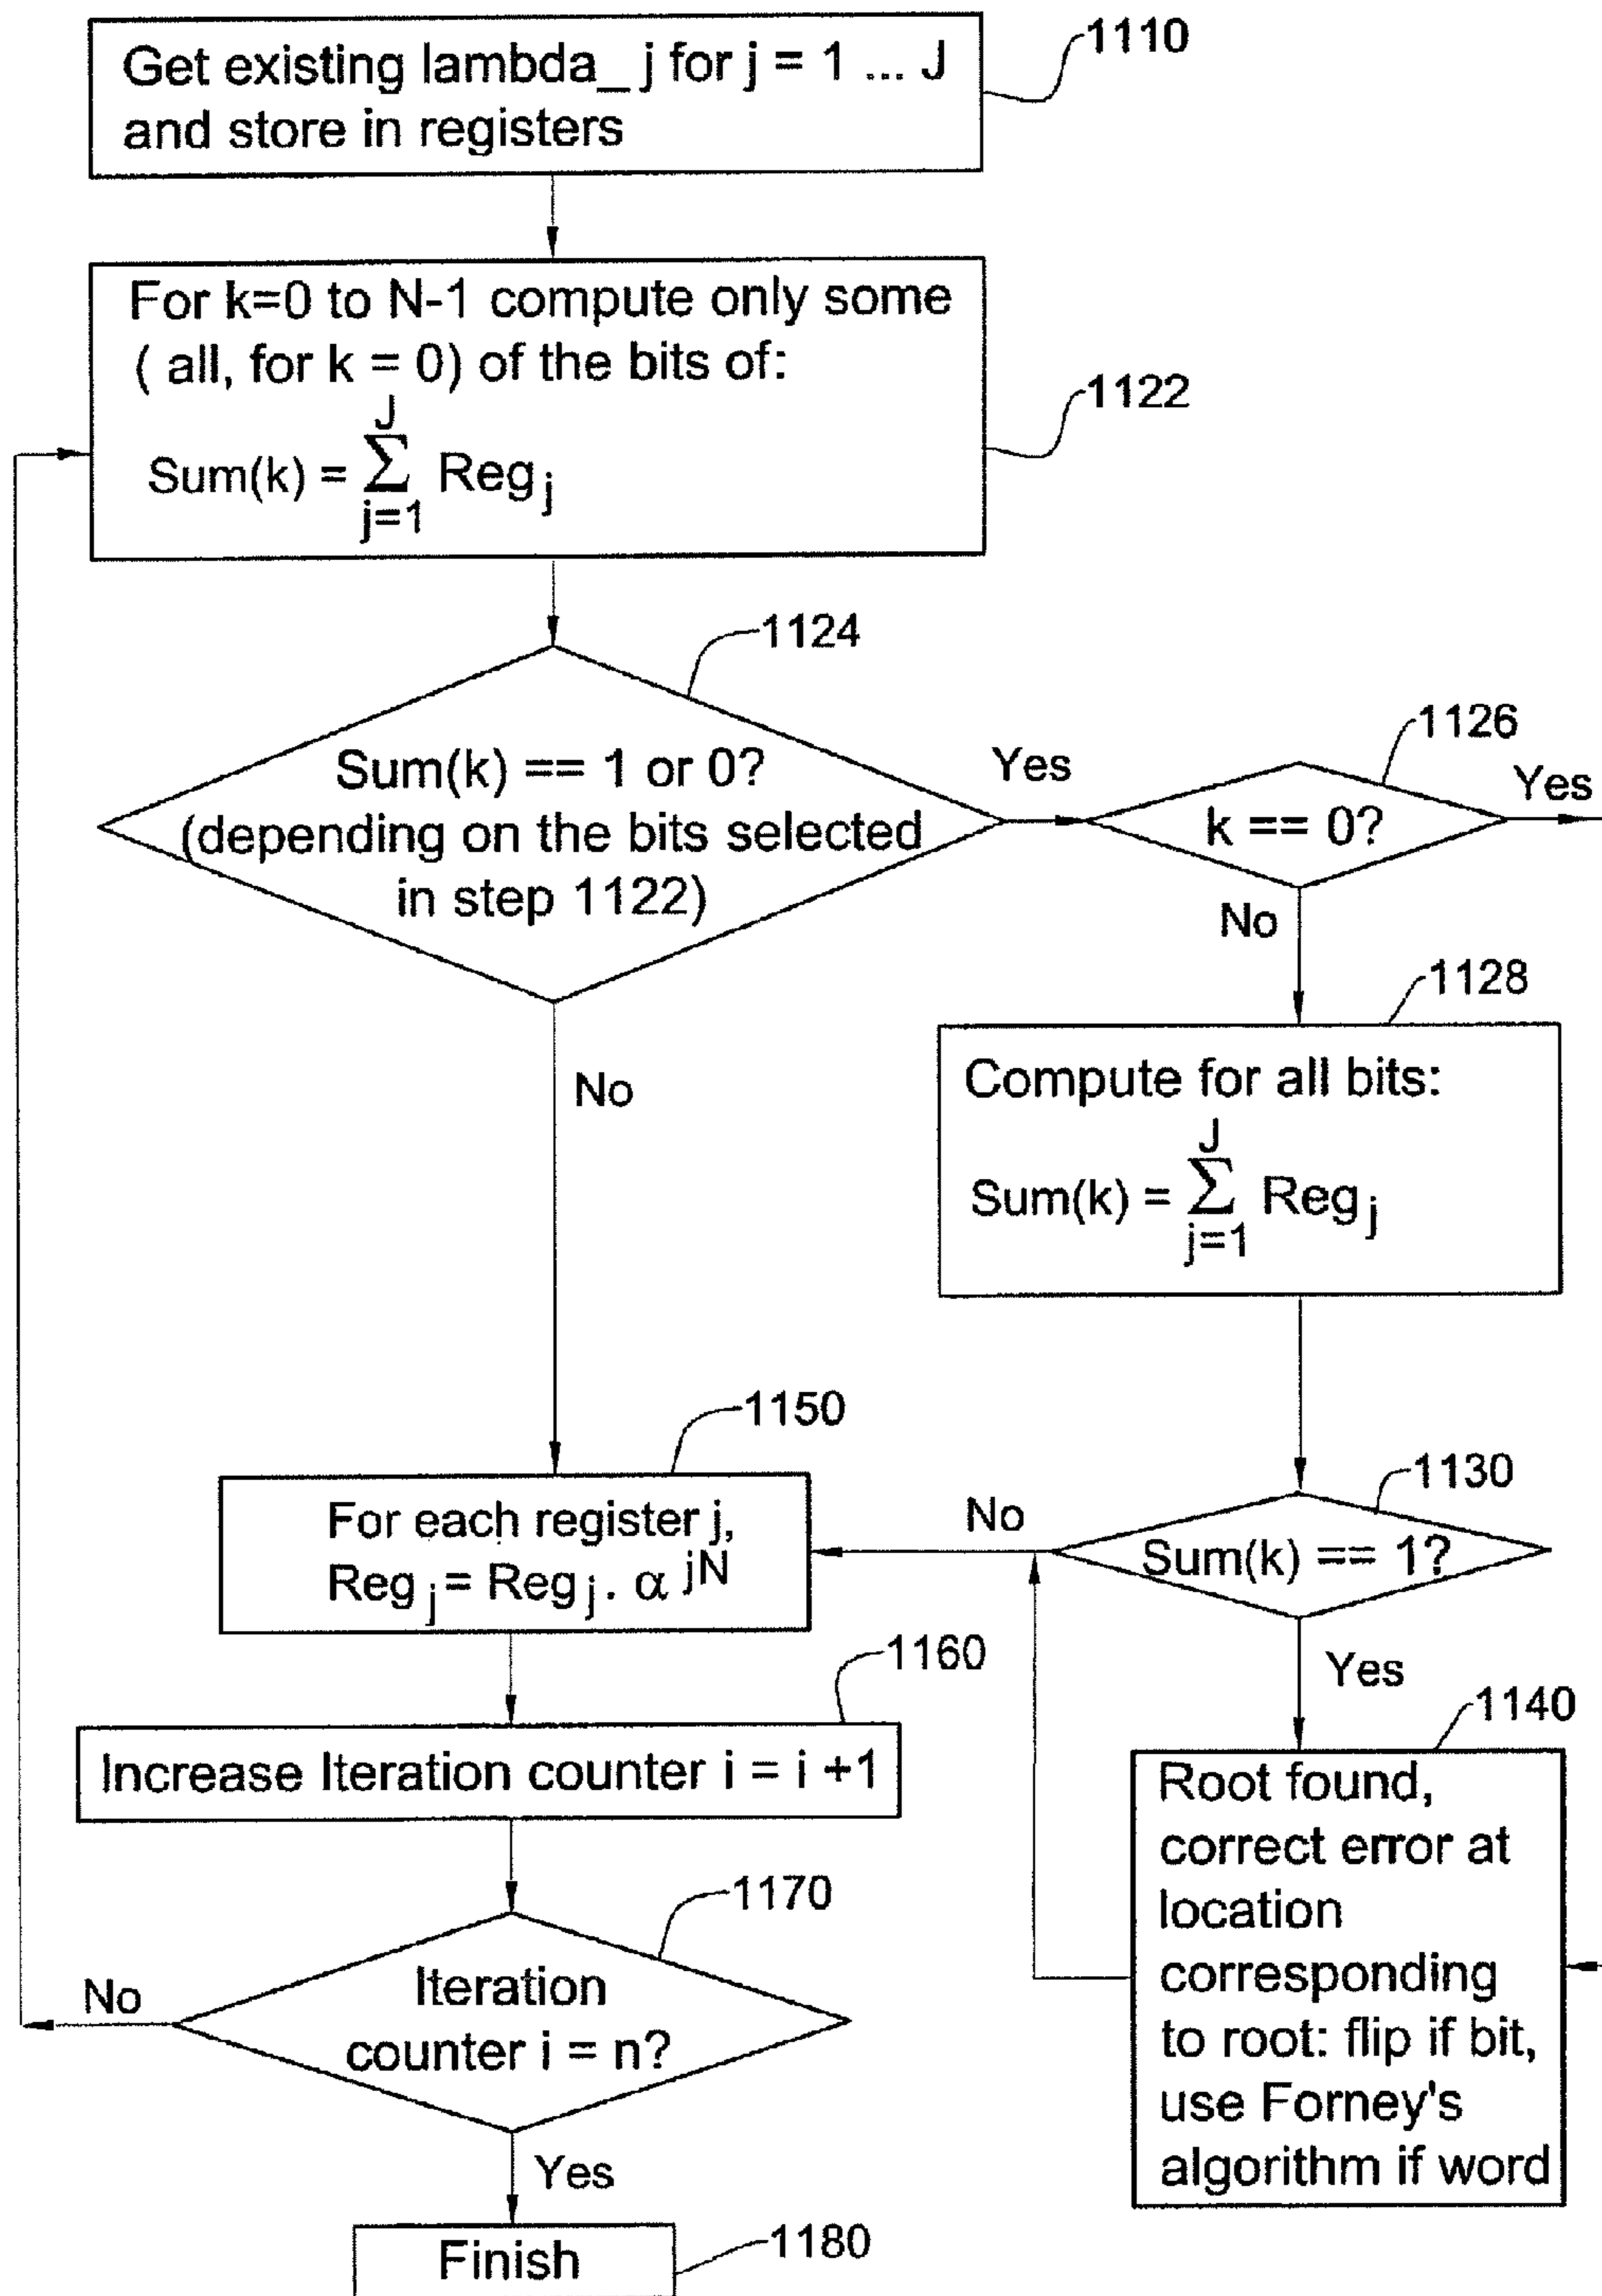 Get existing lambda_ j for j = 1 ... J
and store in registers
1110
For k=0 to N-1 compute only some
( all, for k = 0) of the bits of:
Sum(k) = J Σ j=1 Reg j
1122
1124
Sum(k) == 1 or 0?
(depending on the bits selected
in step 1122)
Yes
No
1126
k == 0?
Yes
No
1128
Compute for all bits:
Sum(k) = J Σ j=1 Reg j
1130
Sum(k) == 1?
No
Yes
1140
Root found,
correct error at
location
corresponding
to root: flip if bit,
use Forney's
algorithm if word
1150
For each register j,
Reg j = Reg j . α jN
1160
Increase Iteration counter i = i +1
1170
Iteration
counter i = n?
No
Yes
Finish
1180